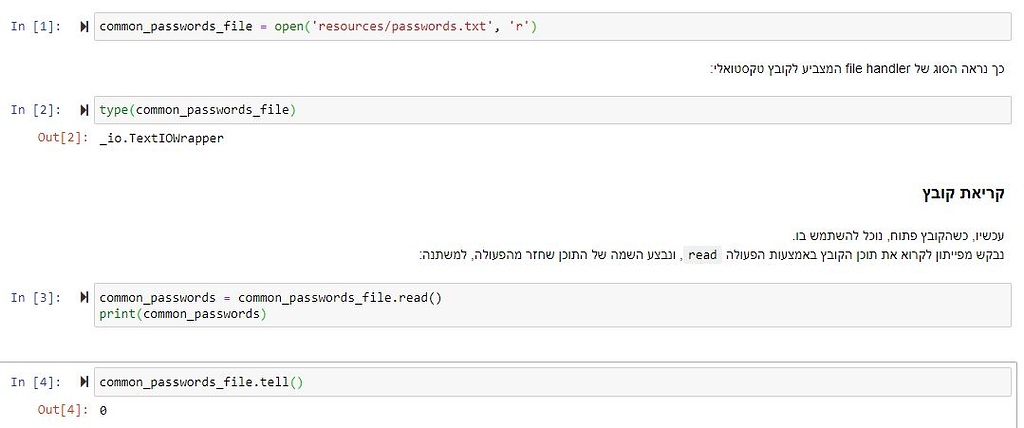 In [1]: common_passwords_file = open('resources/passwords.txt', 'r')
כך נראה הסוג של file handler המצביע לקובץ טקסטואלי:
In [2]: type(common_passwords_file)
Out[2]: _io.TextIOWrapper
קריאת קובץ
עכשיו, כשהקובץ פתוח, נוכל להשתמש בו.
נבקש מפייתון לקרוא את תוכן הקובץ באמצעות הפעולה read, ונבצע השמה של התוכן שחזר מהפעולה, למשתנה:
In [3]: common_passwords = common_passwords_file.read()
print(common_passwords)
In [4]: common_passwords_file.tell()
Out[4]: 0